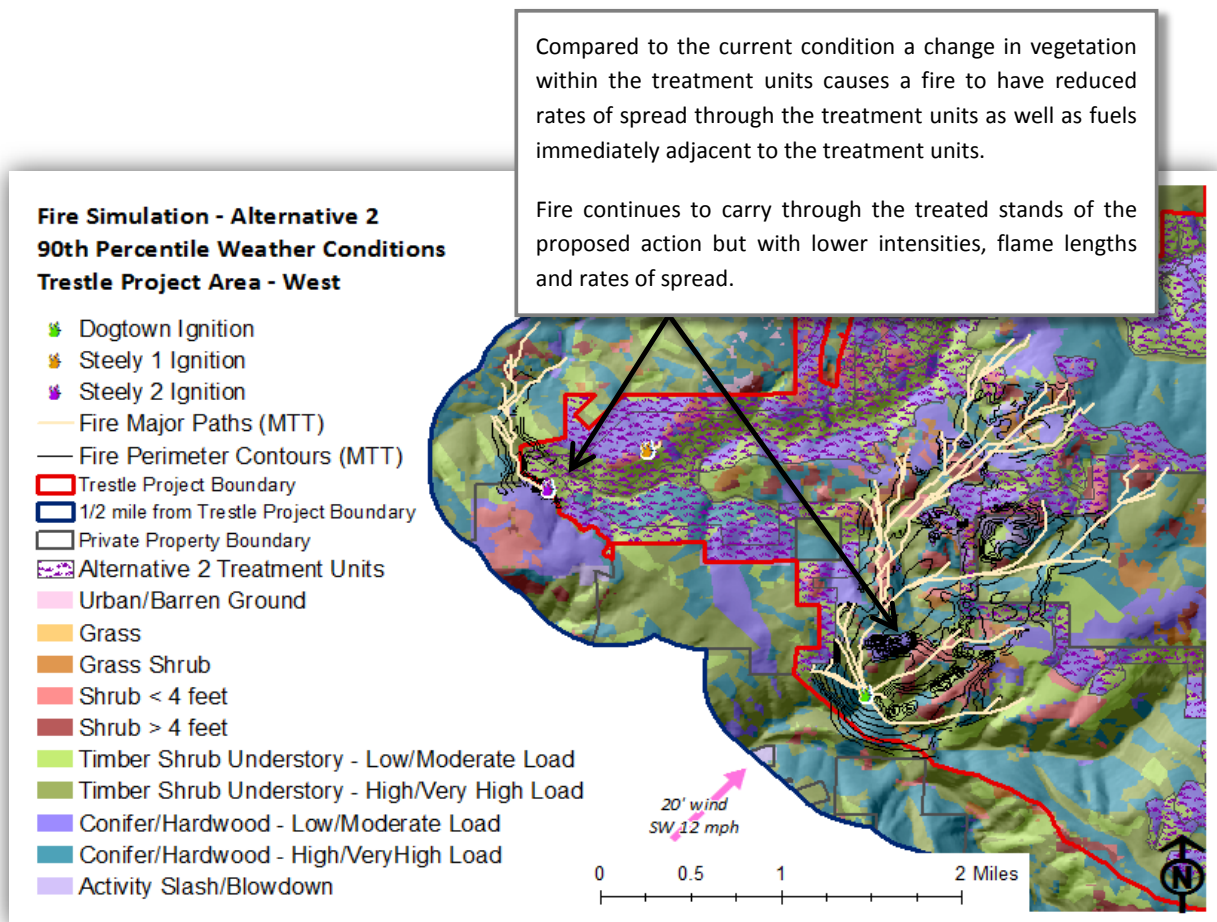 Compared to the current condition a change in vegetation
within the treatment units causes a fire to have reduced
rates of spread through the treatment units as well as fuels
immediately adjacent to the treatment units.
Fire continues to carry through the treated stands of the
proposed action but with lower intensities, flame lengths
and rates of spread.
Fire Simulation - Alternative 2
90th Percentile Weather Conditions
Trestle Project Area - West
Dogtown Ignition
Steely 1 Ignition
Steely 2 Ignition
Fire Major Paths (MTT)
Fire Perimeter Contours (MTT)
Trestle Project Boundary
1/2 mile from Trestle Project Boundary
Private Property Boundary
Alternative 2 Treatment Units
Urban/Barren Ground
Grass
Grass Shrub
Shrub < 4 feet
Shrub > 4 feet
Timber Shrub Understory - Low/Moderate Load
Timber Shrub Understory - High/Very High Load
Conifer/Hardwood - Low/Moderate Load
Conifer/Hardwood - High/VeryHigh Load
Activity Slash/Blowdown
20' wind
SW 12 mph
0 0.5 1 2 Miles
N